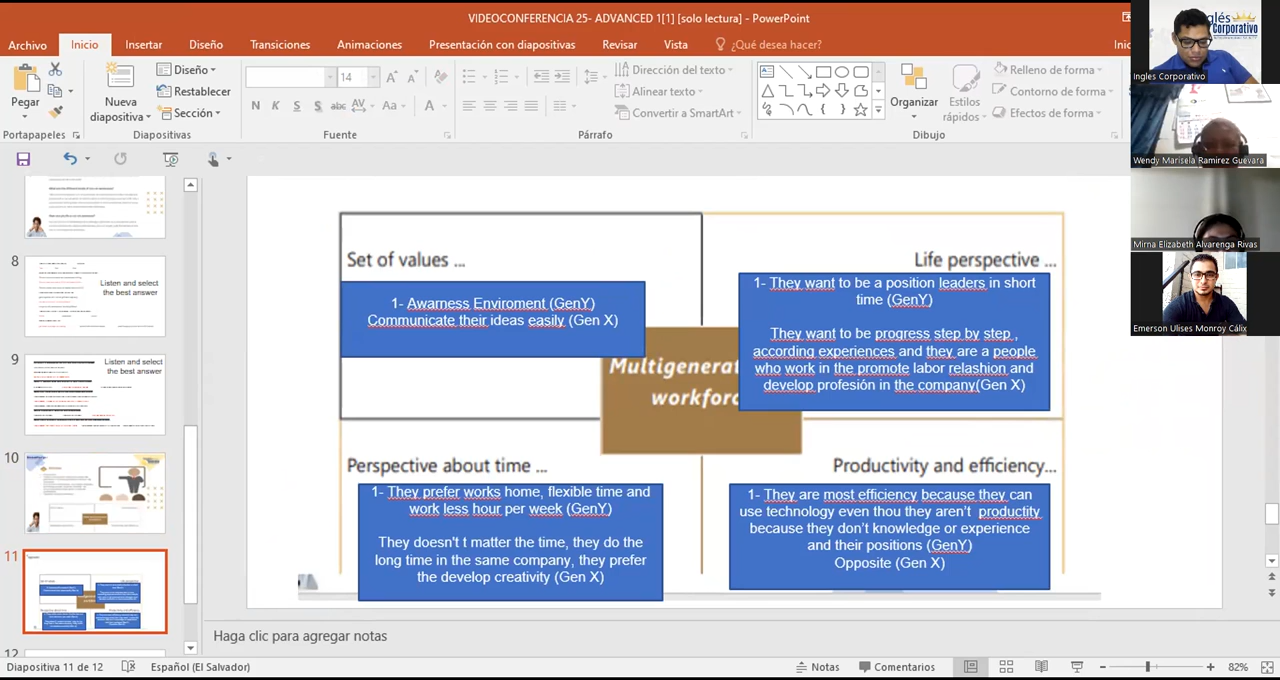 VIDEOCONFERENCIA 25- ADVANCED 1[1] [solo lectura] - PowerPoint
Archivo Inicio Insertar Diseño Transiciones Animaciones Presentación con diapositivas Revisar Vista ¿Qué desea hacer?
Pegar
Portapapeles
Nueva diapositiva
Diseño
Restablecer
Sección
Diapositivas
14
N K S S abc AV Aa A
Fuente
Dirección del texto
Alinear texto
Convertir a SmartArt
Párrafo
Organizar
Estilos rápidos
Relleno de forma
Contorno de forma
Efectos de forma
Dibujo
Inglés
Corporativo
Ingles Corporativo
Wendy Marisela Ramirez Guevara
Mirna Elizabeth Alvarenga Rivas
Emerson Ulises Monroy Cálix
8
Listen and select
the best answer
9
Listen and select
the best answer
10
11
12
Set of values ...
1- Awarness Enviroment (GenY)
Communicate their ideas easily (Gen X)
Life perspective ...
1- They want to be a position leaders in short
time (GenY)
They want to be progress step by step ,
according experiences and they are a people
who work in the promote labor relashion and
develop profesión in the company(Gen X)
Multigenerat
workforc
Perspective about time ...
1- They prefer works home, flexible time and
work less hour per week (GenY)
They doesn't t matter the time, they do the
long time in the same company, they prefer
the develop creativity (Gen X)
Productivity and efficiency...
1- They are most efficiency because they can
use technology even thou they aren't productity
because they don't knowledge or experience
and their positions (GenY)
Opposite (Gen X)
Haga clic para agregar notas
Diapositiva 11 de 12 Español (El Salvador) Notas Comentarios 82%